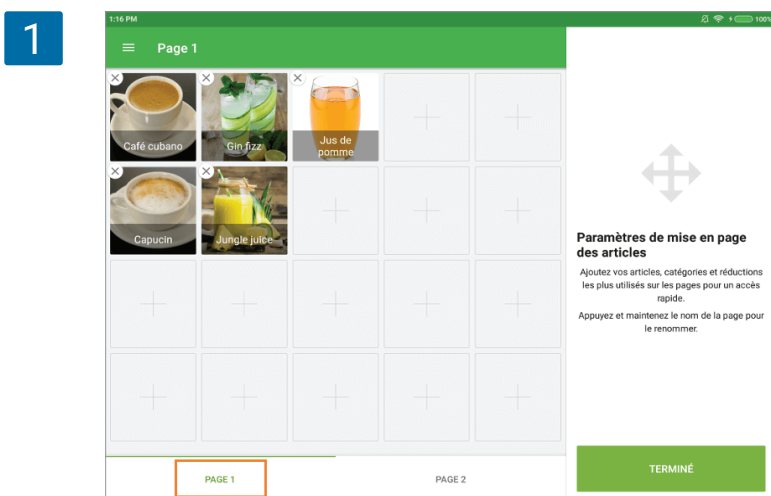 1
1:16 PM
100%
Page 1
Café cubano
Gin fizz
Jus de
pomme
Capucin
Jungle juice
Paramètres de mise en page
des articles
Ajoutez vos articles, catégories et réductions
les plus utilisés sur les pages pour un accès
rapide.
Appuyez et maintenez le nom de la page pour
le renommer.
TERMINÉ
PAGE 1
PAGE 2